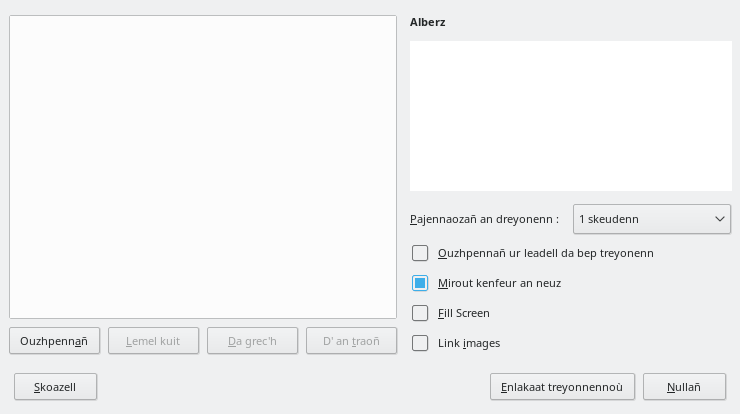 Alberz
Pajennaozañ an dreyonenn :
1 skeudenn
Ouzhpennañ ur leadell da bep treyonenn
Mirout kenfeur an neuz
Fill Screen
Link images
Ouzhpennañ
Lemel kuit
Da grec'h
D' an traoñ
Skoazell
Enlakaat treyonnennoù
Nullañ